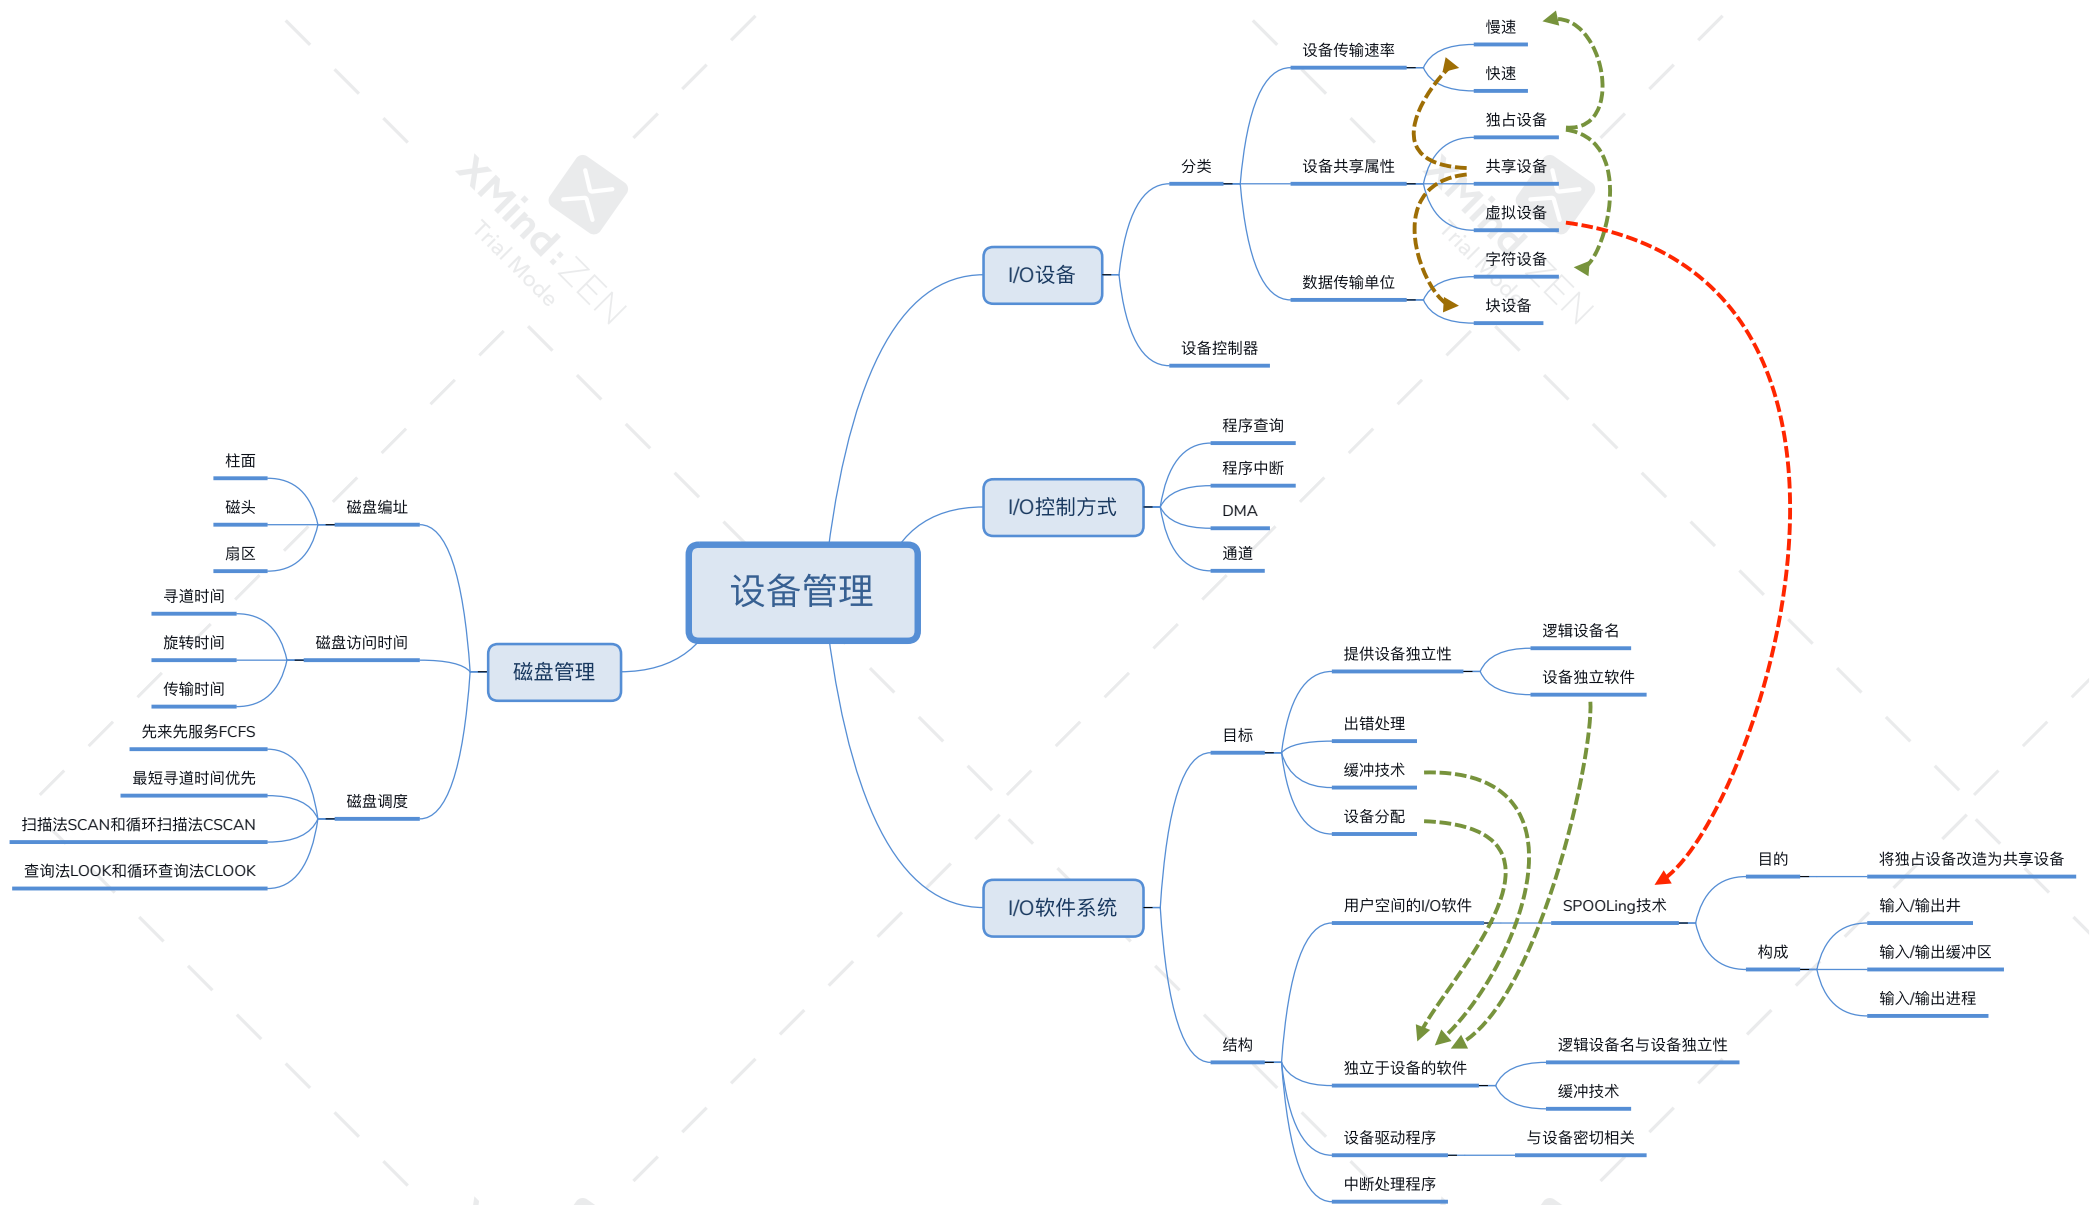 设备管理
I/O设备
分类
设备传输速率
慢速
快速
设备共享属性
独占设备
共享设备
虚拟设备
数据传输单位
字符设备
块设备
设备控制器
I/O控制方式
程序查询
程序中断
DMA
通道
I/O软件系统
目标
提供设备独立性
逻辑设备名
设备独立软件
出错处理
缓冲技术
设备分配
结构
用户空间的I/O软件
SPOOLing技术
目的
将独占设备改造为共享设备
构成
输入/输出井
输入/输出缓冲区
输入/输出进程
独立于设备的软件
逻辑设备名与设备独立性
缓冲技术
设备驱动程序
与设备密切相关
中断处理程序
磁盘管理
磁盘编址
柱面
磁头
扇区
磁盘访问时间
寻道时间
旋转时间
传输时间
磁盘调度
先来先服务FCFS
最短寻道时间优先
扫描法SCAN和循环扫描法CSCAN
查询法LOOK和循环查询法CLOOK
XMind:ZEN
Trial Mode
XMind:ZEN
Trial Mode